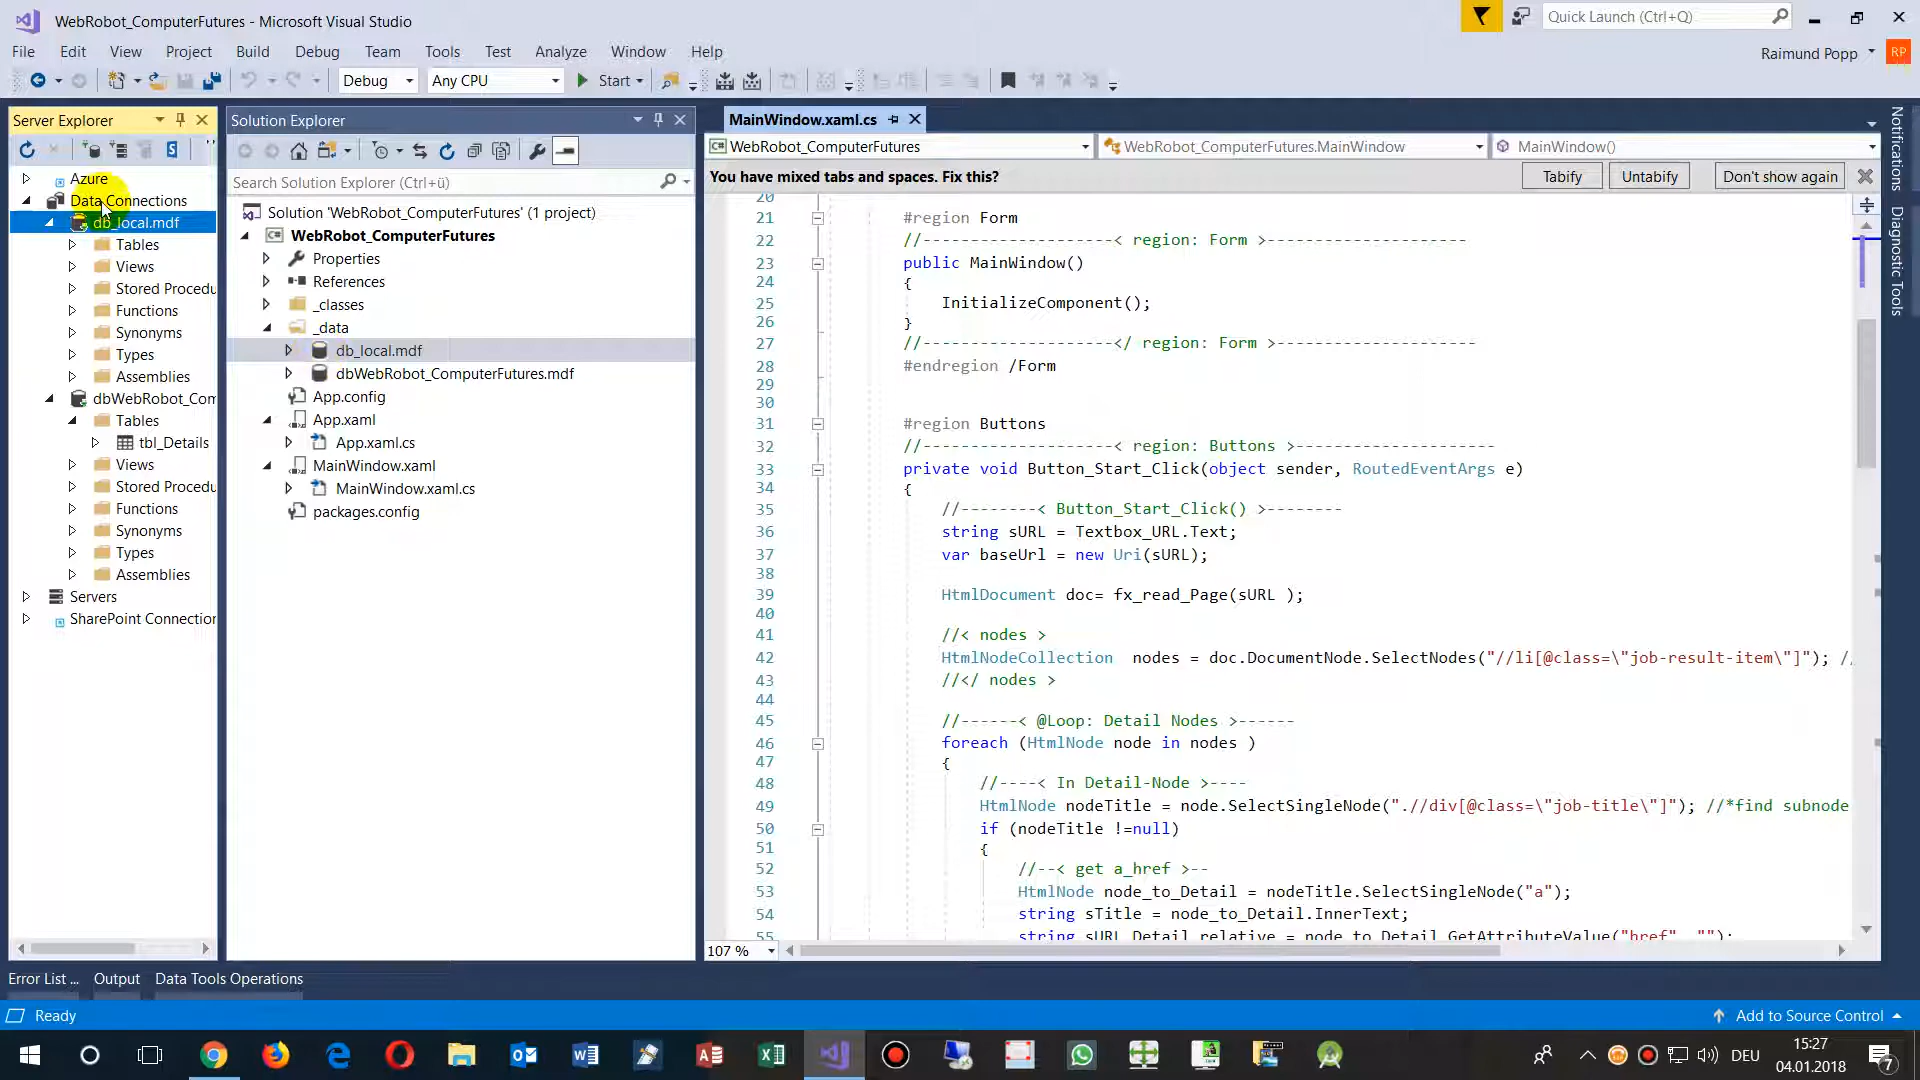 WebRobot_ComputerFutures - Microsoft Visual Studio
Quick Launch (Ctrl+Q)
File Edit View Project Build Debug Team Tools Test Analyze Window Help
Raimund Popp RP
Debug Any CPU Start
Server Explorer
Azure
Data Connections
db_local.mdf
Tables
Views
Stored Procedu
Functions
Synonyms
Types
Assemblies
dbWebRobot_Com
Tables
tbl_Details
Views
Stored Procedu
Functions
Synonyms
Types
Assemblies
Servers
SharePoint Connection
Solution Explorer
Search Solution Explorer (Ctrl+ü)
Solution 'WebRobot_ComputerFutures' (1 project)
WebRobot_ComputerFutures
Properties
References
_classes
_data
db_local.mdf
dbWebRobot_ComputerFutures.mdf
App.config
App.xaml
App.xaml.cs
MainWindow.xaml
MainWindow.xaml.cs
packages.config
MainWindow.xaml.cs
WebRobot_ComputerFutures WebRobot_ComputerFutures.MainWindow MainWindow()
You have mixed tabs and spaces. Fix this? Tabify Untabify Don't show again
20
21 #region Form
22 //--------------------< region: Form >---------------------
23 public MainWindow()
24 {
25 InitializeComponent();
26 }
27 //--------------------</ region: Form >---------------------
28 #endregion /Form
29
30
31 #region Buttons
32 //--------------------< region: Buttons >---------------------
33 private void Button_Start_Click(object sender, RoutedEventArgs e)
34 {
35 //--------< Button_Start_Click() >--------
36 string sURL = Textbox_URL.Text;
37 var baseUrl = new Uri(sURL);
38
39 HtmlDocument doc= fx_read_Page(sURL );
40
41 //< nodes >
42 HtmlNodeCollection  nodes = doc.DocumentNode.SelectNodes("//li[@class=\"job-result-item\"]"); //
43 //</ nodes >
44
45 //------< @Loop: Detail Nodes >------
46 foreach (HtmlNode node in nodes )
47 {
48 //----< In Detail-Node >----
49 HtmlNode nodeTitle = node.SelectSingleNode(".//div[@class=\"job-title\"]"); //*find subnode
50 if (nodeTitle !=null)
51 {
52 //--< get a_href >--
53 HtmlNode node_to_Detail = nodeTitle.SelectSingleNode("a");
54 string sTitle = node_to_Detail.InnerText;
55 string sURL_Detail_relative = node_to_Detail.GetAttributeValue("href", "");
107 %
Notifications
Diagnostic Tools
Error List ... Output Data Tools Operations
Ready Add to Source Control
DEU 15:27
04.01.2018
7